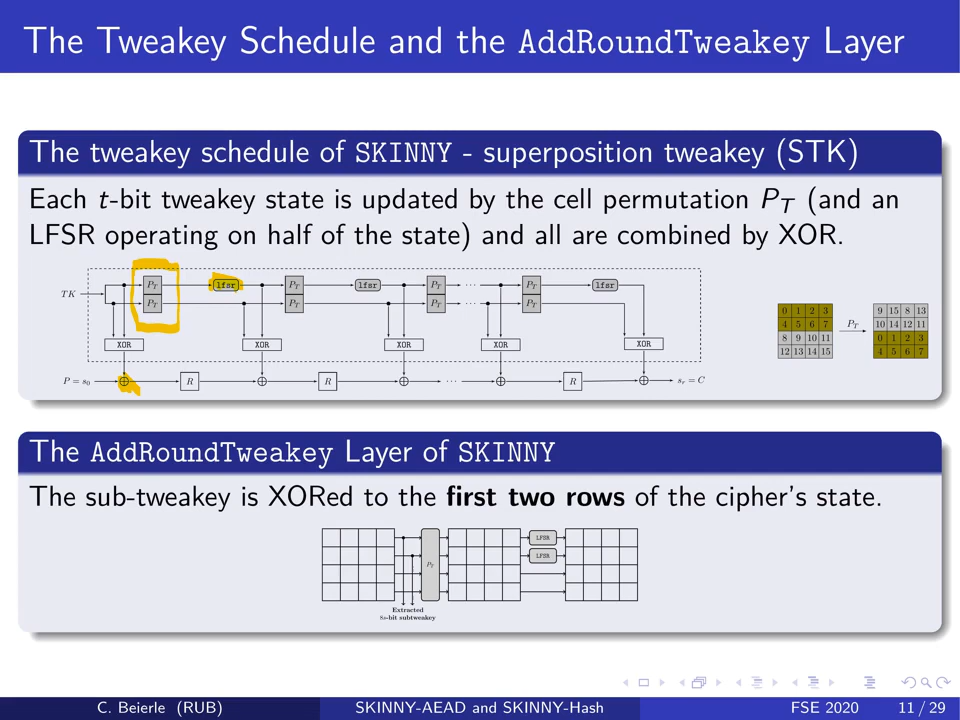 The Tweakey Schedule and the AddRoundTweakey Layer
The tweakey schedule of SKINNY - superposition tweakey (STK)
Each t-bit tweakey state is updated by the cell permutation P_T (and an
LFSR operating on half of the state) and all are combined by XOR.
TK P_T lfsr P_T lfsr P_T ... P_T lfsr
P_T P_T P_T ... P_T
XOR XOR XOR XOR XOR
P = s_0 R R ... R s_r = C
0 1 2 3
4 5 6 7
8 9 10 11
12 13 14 15
P_T
9 15 8 13
10 14 12 11
0 1 2 3
4 5 6 7
The AddRoundTweakey Layer of SKINNY
The sub-tweakey is XORed to the first two rows of the cipher's state.
P_T
LFSR
LFSR
Extracted
8s-bit subtweakey
C. Beierle (RUB) SKINNY-AEAD and SKINNY-Hash FSE 2020 11 / 29